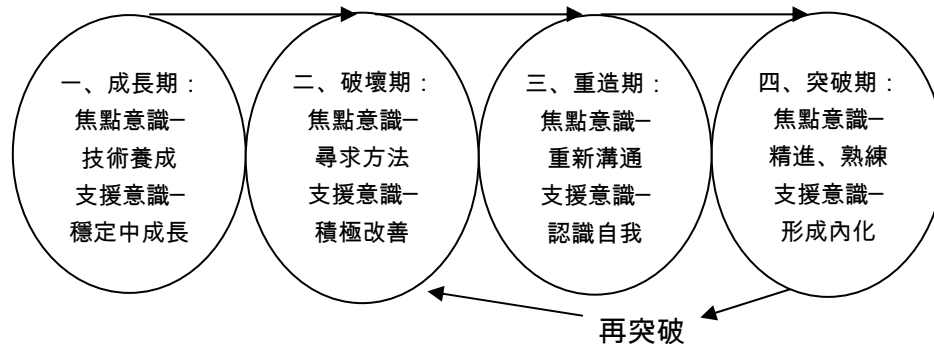 一、成長期：
焦點意識─
技術養成
支援意識─
穩定中成長
二、破壞期：
焦點意識─
尋求方法
支援意識─
積極改善
三、重造期：
焦點意識─
重新溝通
支援意識─
認識自我
四、突破期：
焦點意識─
精進、熟練
支援意識─
形成內化
再突破